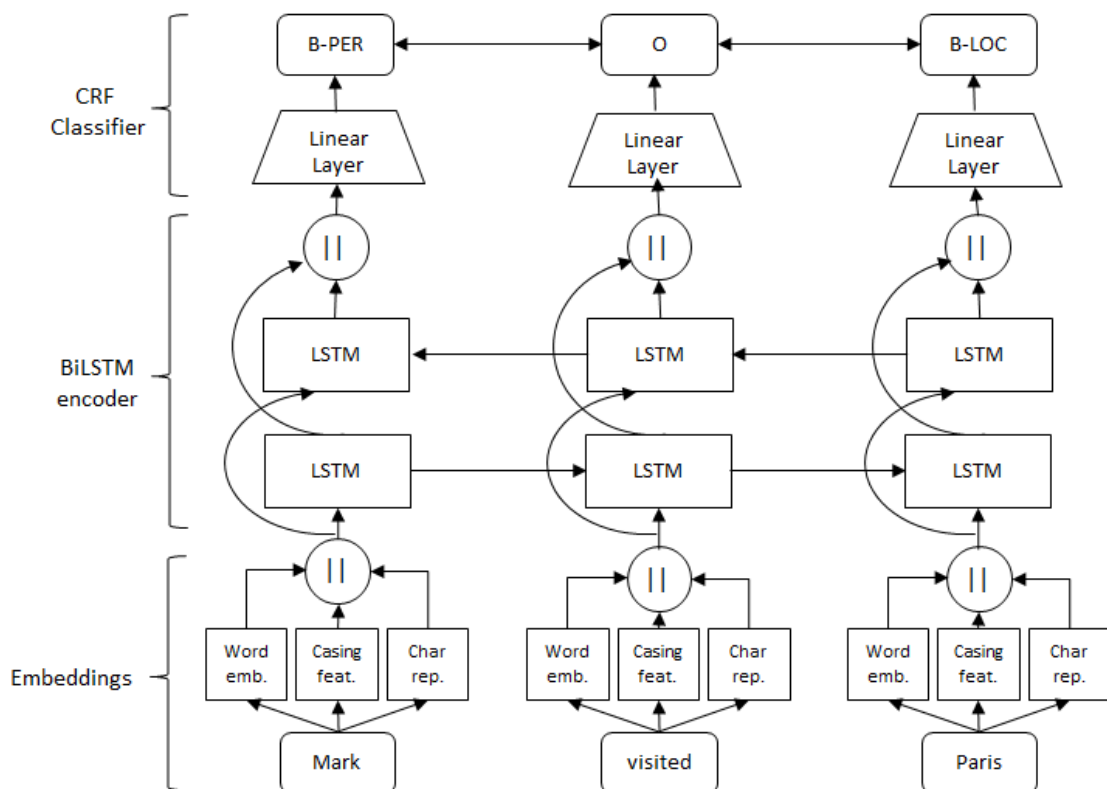 B-PER
O
B-LOC
CRF
Classifier
Linear
Layer
Linear
Layer
Linear
Layer
||
||
||
BiLSTM
encoder
LSTM
LSTM
LSTM
LSTM
LSTM
LSTM
||
||
||
Embeddings
Word
emb.
Casing
feat.
Char
rep.
Word
emb.
Casing
feat.
Char
rep.
Word
emb.
Casing
feat.
Char
rep.
Mark
visited
Paris